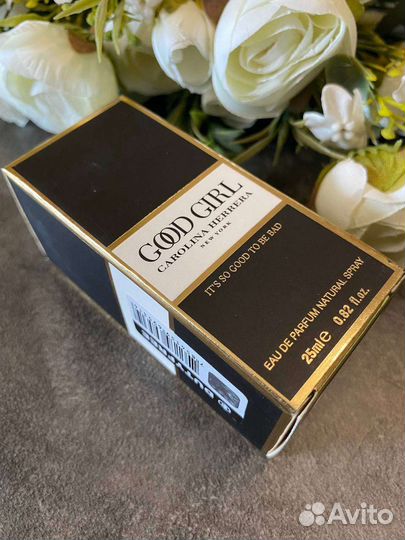 GOOD GIRL
CAROLINA HERRERA
NEW YORK
IT'S SO GOOD TO BE BAD
EAU DE PARFUM NATURAL SPRAY
25ml℮ 0.82 fl.oz.
Avito